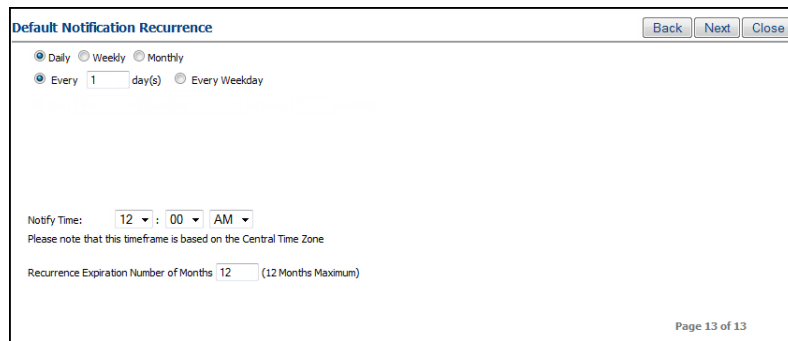 Default Notification Recurrence Back Next Close
Daily Weekly Monthly
Every 1 day(s) Every Weekday
Notify Time: 12 : 00 AM
Please note that this timeframe is based on the Central Time Zone
Recurrence Expiration Number of Months 12 (12 Months Maximum)
Page 13 of 13